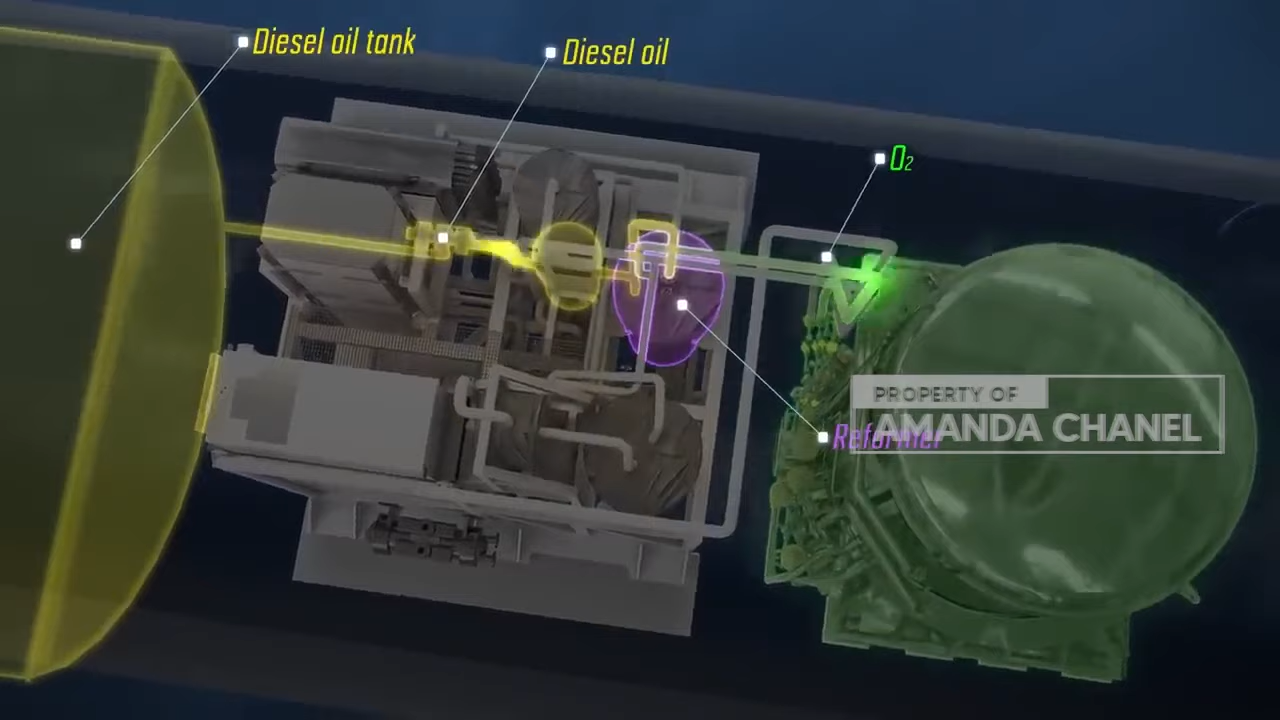 Diesel oil tank
Diesel oil
O₂
PROPERTY OF
AMANDA CHANEL
Reformer